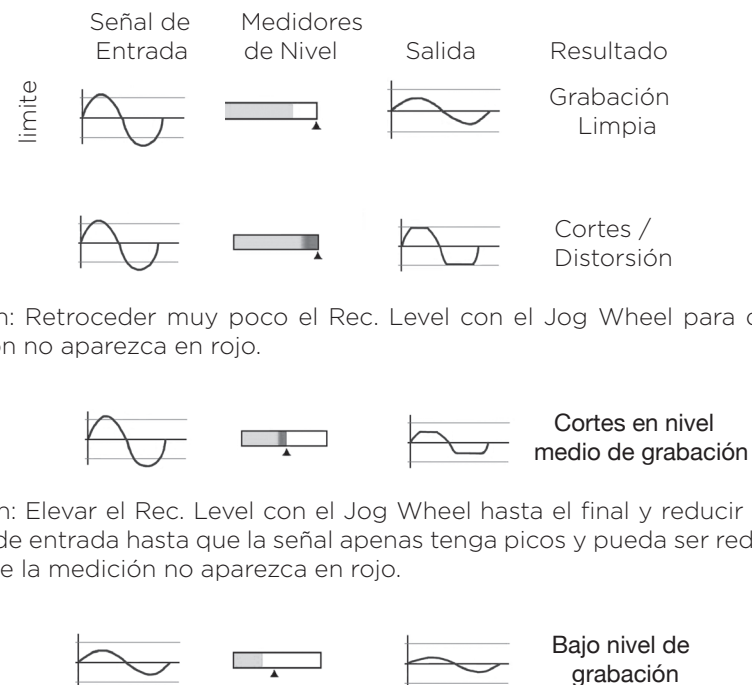 Señal de Entrada
Medidores de Nivel
Salida
Resultado
limite
Grabación
Limpia
Cortes /
Distorsión
Retroceder muy poco el Rec. Level con el Jog Wheel para
no aparezca en rojo.
Cortes en nivel
medio de grabación
Elevar el Rec. Level con el Jog Wheel hasta el final y reducir
de entrada hasta que la señal apenas tenga picos y pueda ser
la medición no aparezca en rojo.
Bajo nivel de
grabación